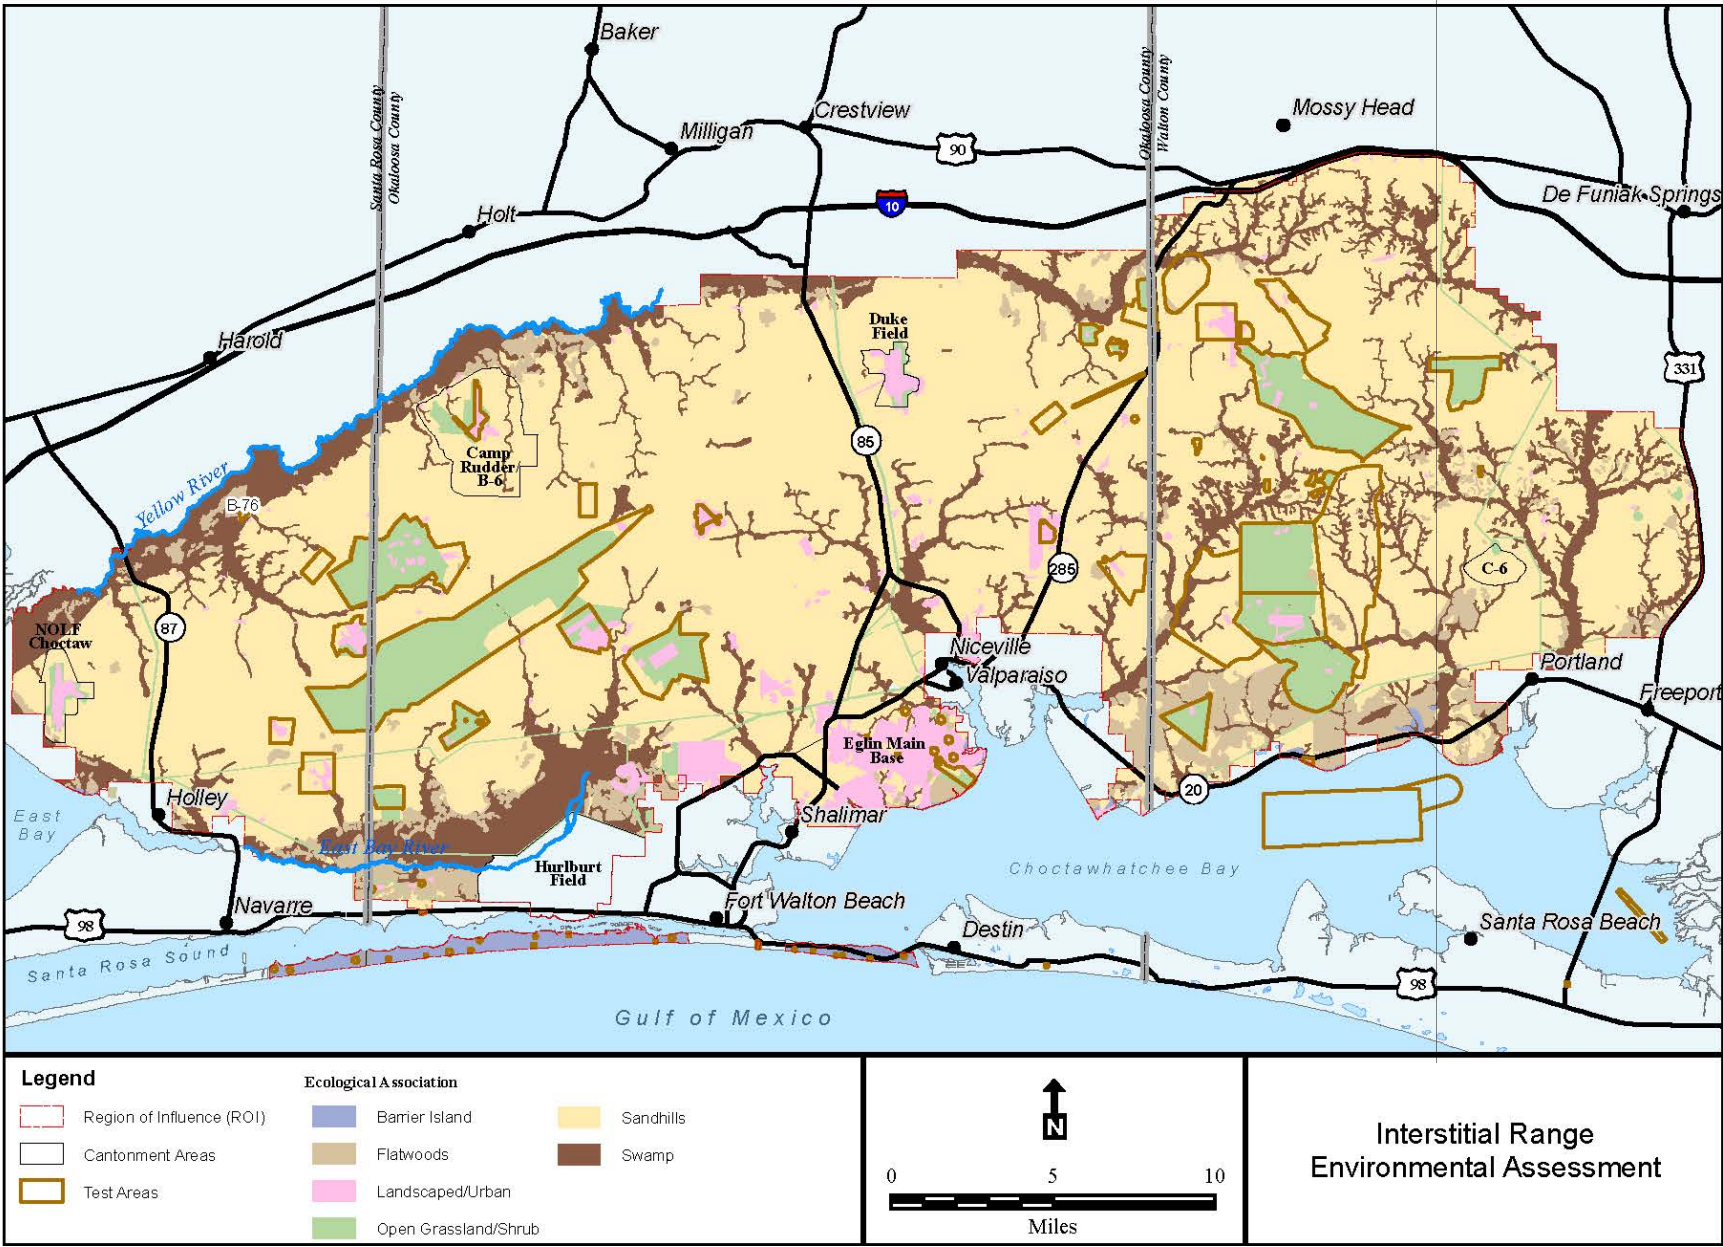 Baker
Santa Rosa County
Okaloosa County
Crestview
Milligan
90
Okaloosa County
Walton County
Mossy Head
De Funiak Springs
Holt
10
Harold
Duke
Field
331
85
Camp
Rudder
B-6
Yellow River
B-76
285
C-6
NOLF
Choctaw
87
Niceville
Valparaiso
Portland
Freeport
Eglin Main
Base
20
Holley
East
Bay
Shalimar
East Bay River
Hurlburt
Field
Choctawhatchee Bay
Navarre
98
Fort Walton Beach
Destin
Santa Rosa Beach
Santa Rosa Sound
98
Gulf of Mexico
Legend
Region of Influence (ROI)
Cantonment Areas
Test Areas
Ecological Association
Barrier Island
Flatwoods
Landscaped/Urban
Open Grassland/Shrub
Sandhills
Swamp
N
0 5 10
Miles
Interstitial Range
Environmental Assessment